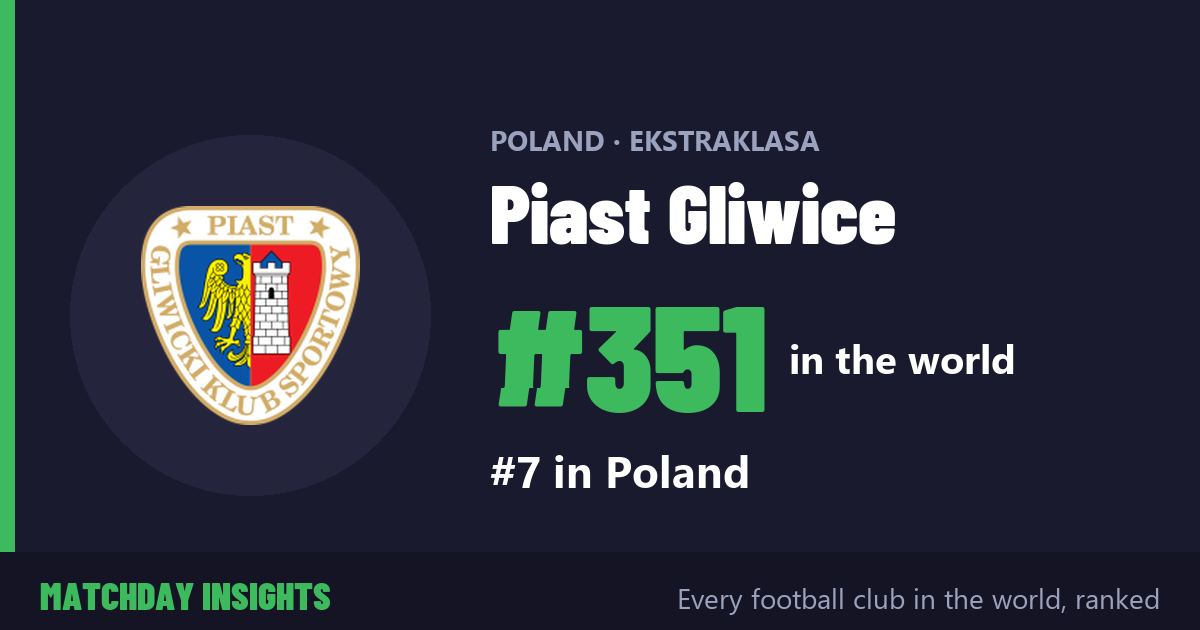 POLAND · EKSTRAKLASA
Piast Gliwice
PIAST
GLIWICKI KLUB SPORTOWY
#351 in the world
#7 in Poland
MATCHDAY INSIGHTS
Every football club in the world, ranked